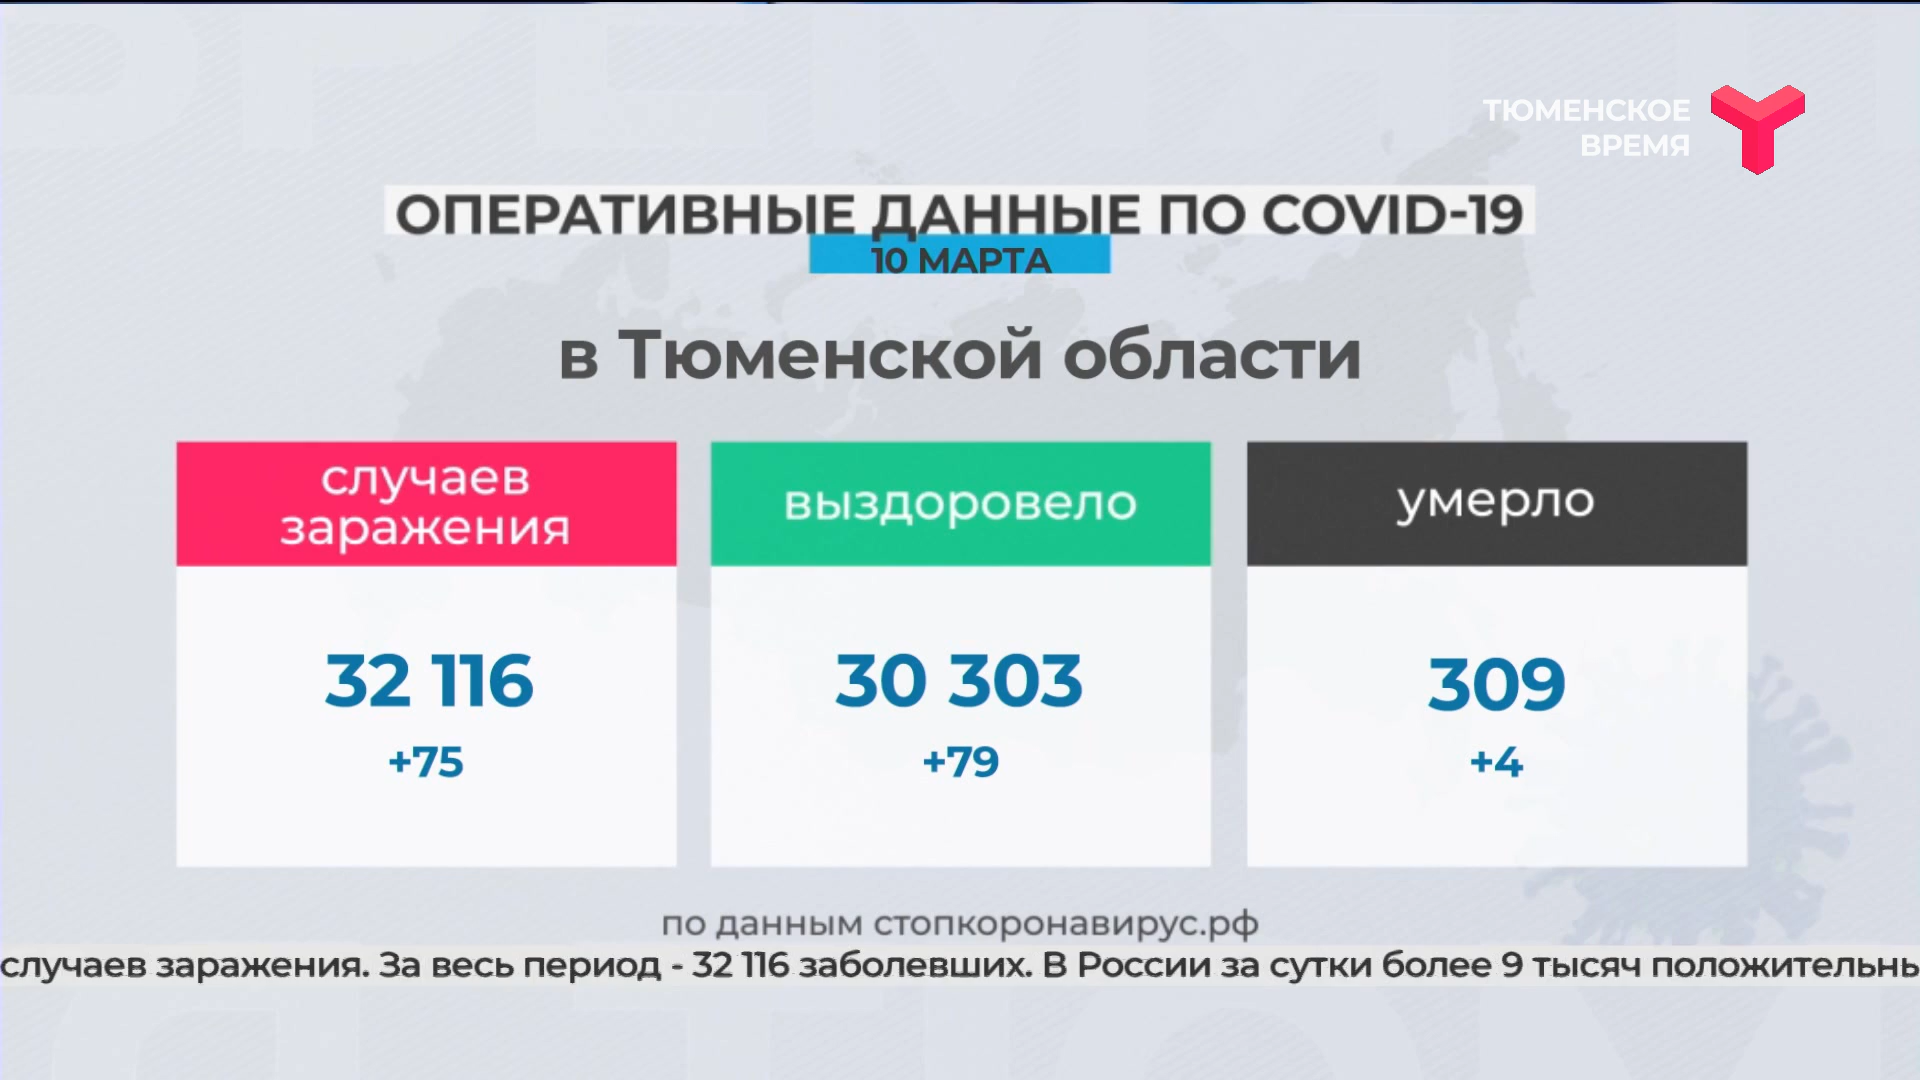 ТЮМЕНСКОЕ
ВРЕМЯ
ОПЕРАТИВНЫЕ ДАННЫЕ ПО COVID-19
10 МАРТА
в Тюменской области
случаев
заражения
32 116
+75
выздоровело
30 303
+79
умерло
309
+4
по данным стопкоронавирус.рф
случаев заражения. За весь период - 32 116 заболевших. В России за сутки более 9 тысяч